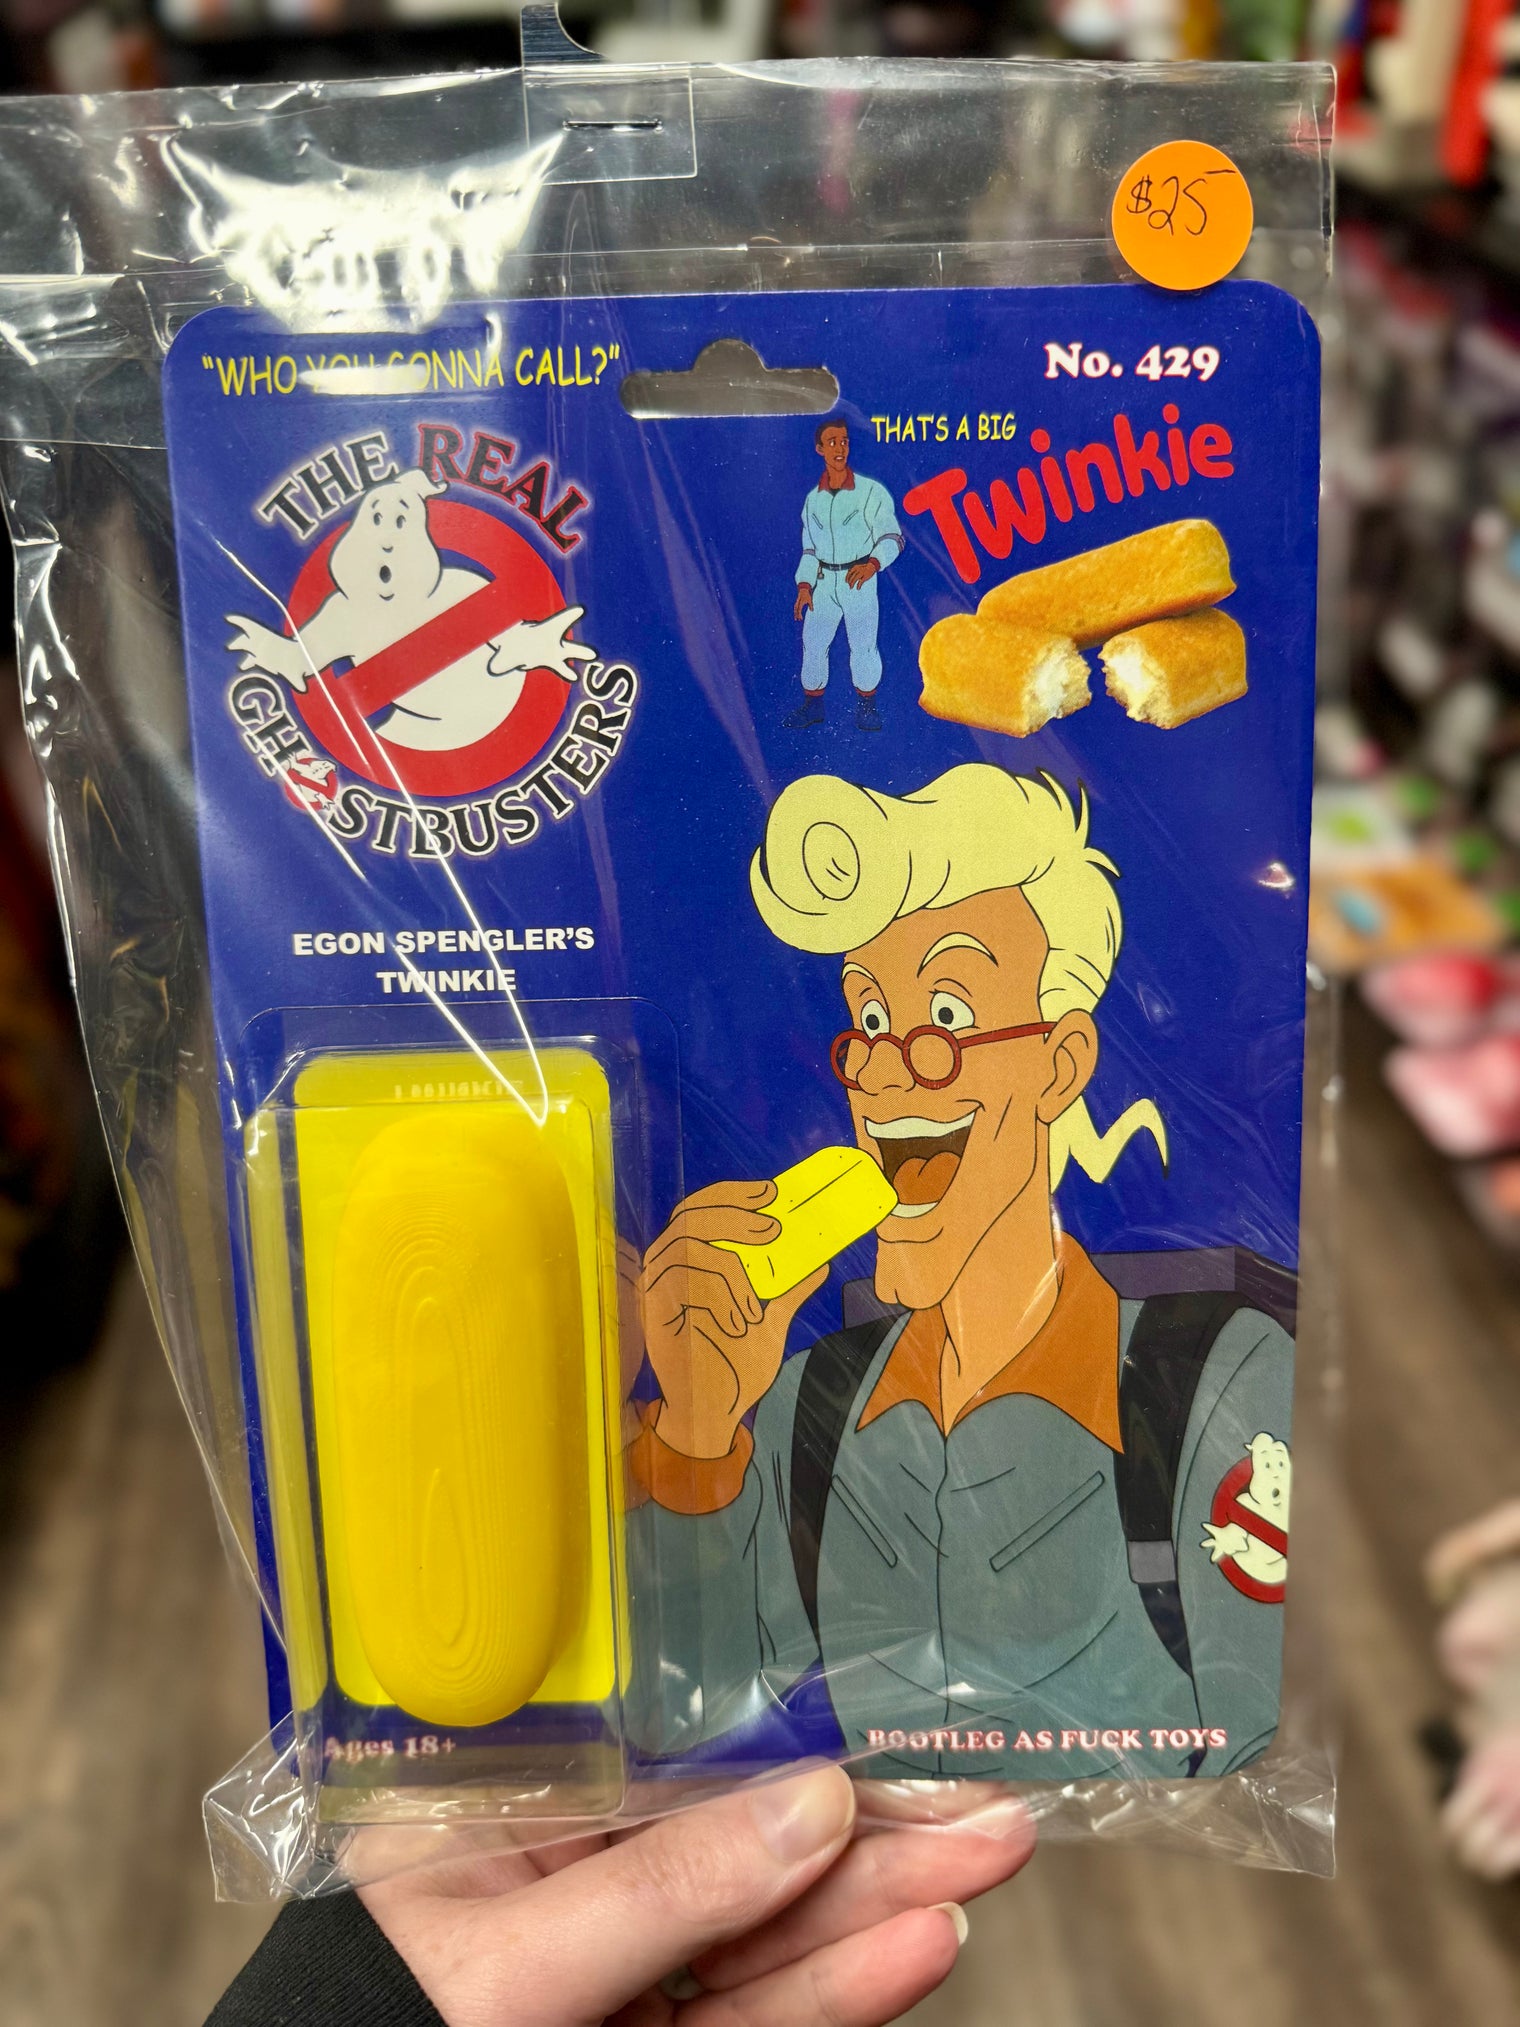 $25
"WHO YOU GONNA CALL?"
No. 429
THE REAL
GHOSTBUSTERS
THAT'S A BIG
Twinkie
EGON SPENGLER'S
TWINKIE
Ages 18+
BOOTLEG AS FUCK TOYS